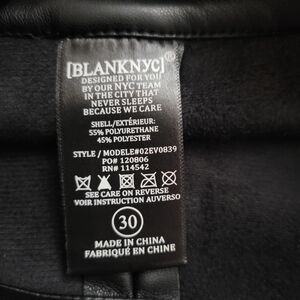 [BLANKNYC]®
DESIGNED FOR YOU
BY OUR NYC TEAM
IN THE CITY THAT
NEVER SLEEPS
BECAUSE WE CARE
SHELL/EXTÉRIEUR:
55% POLYURETHANE
45% POLYESTER
STYLE / MODELE#02EV0839
PO# 120806
RN# 114542
SEE CARE ON REVERSE
VOIR INSTRUCTION AUVERSO
30
MADE IN CHINA
FABRIQUÉ EN CHINE